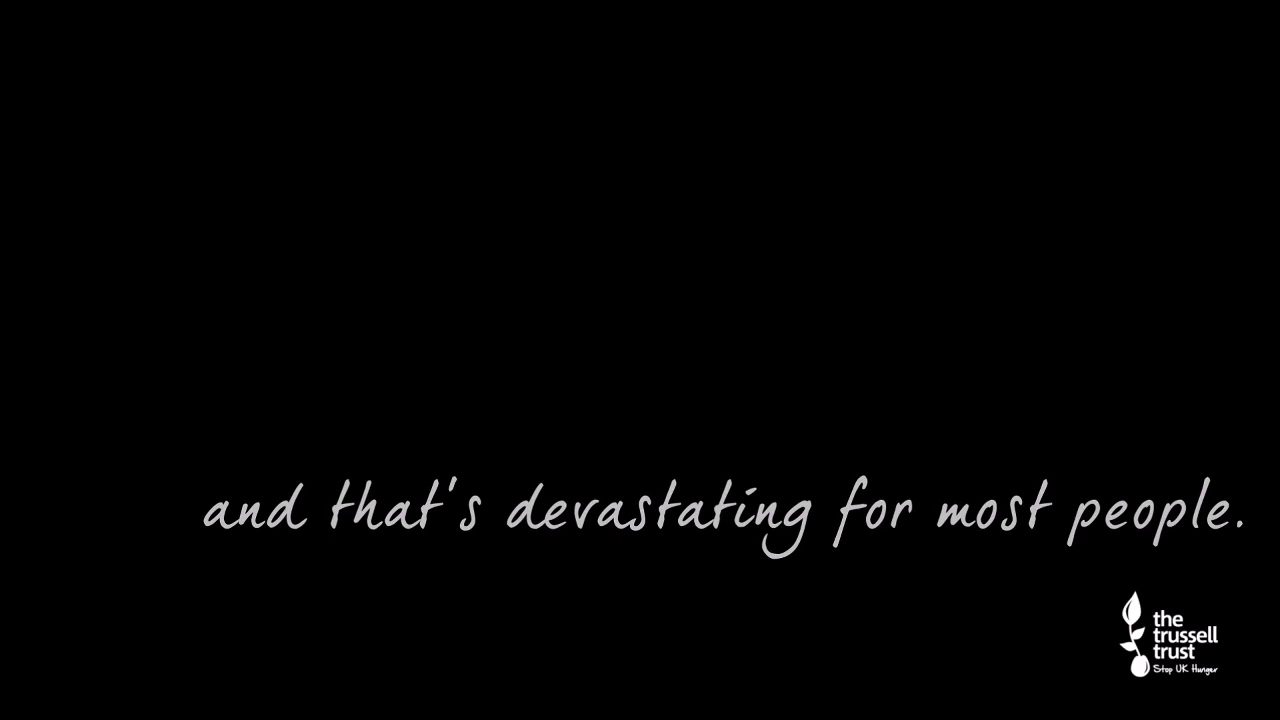 and that's devastating for most people.
the
trussell
trust
Stop UK Hunger